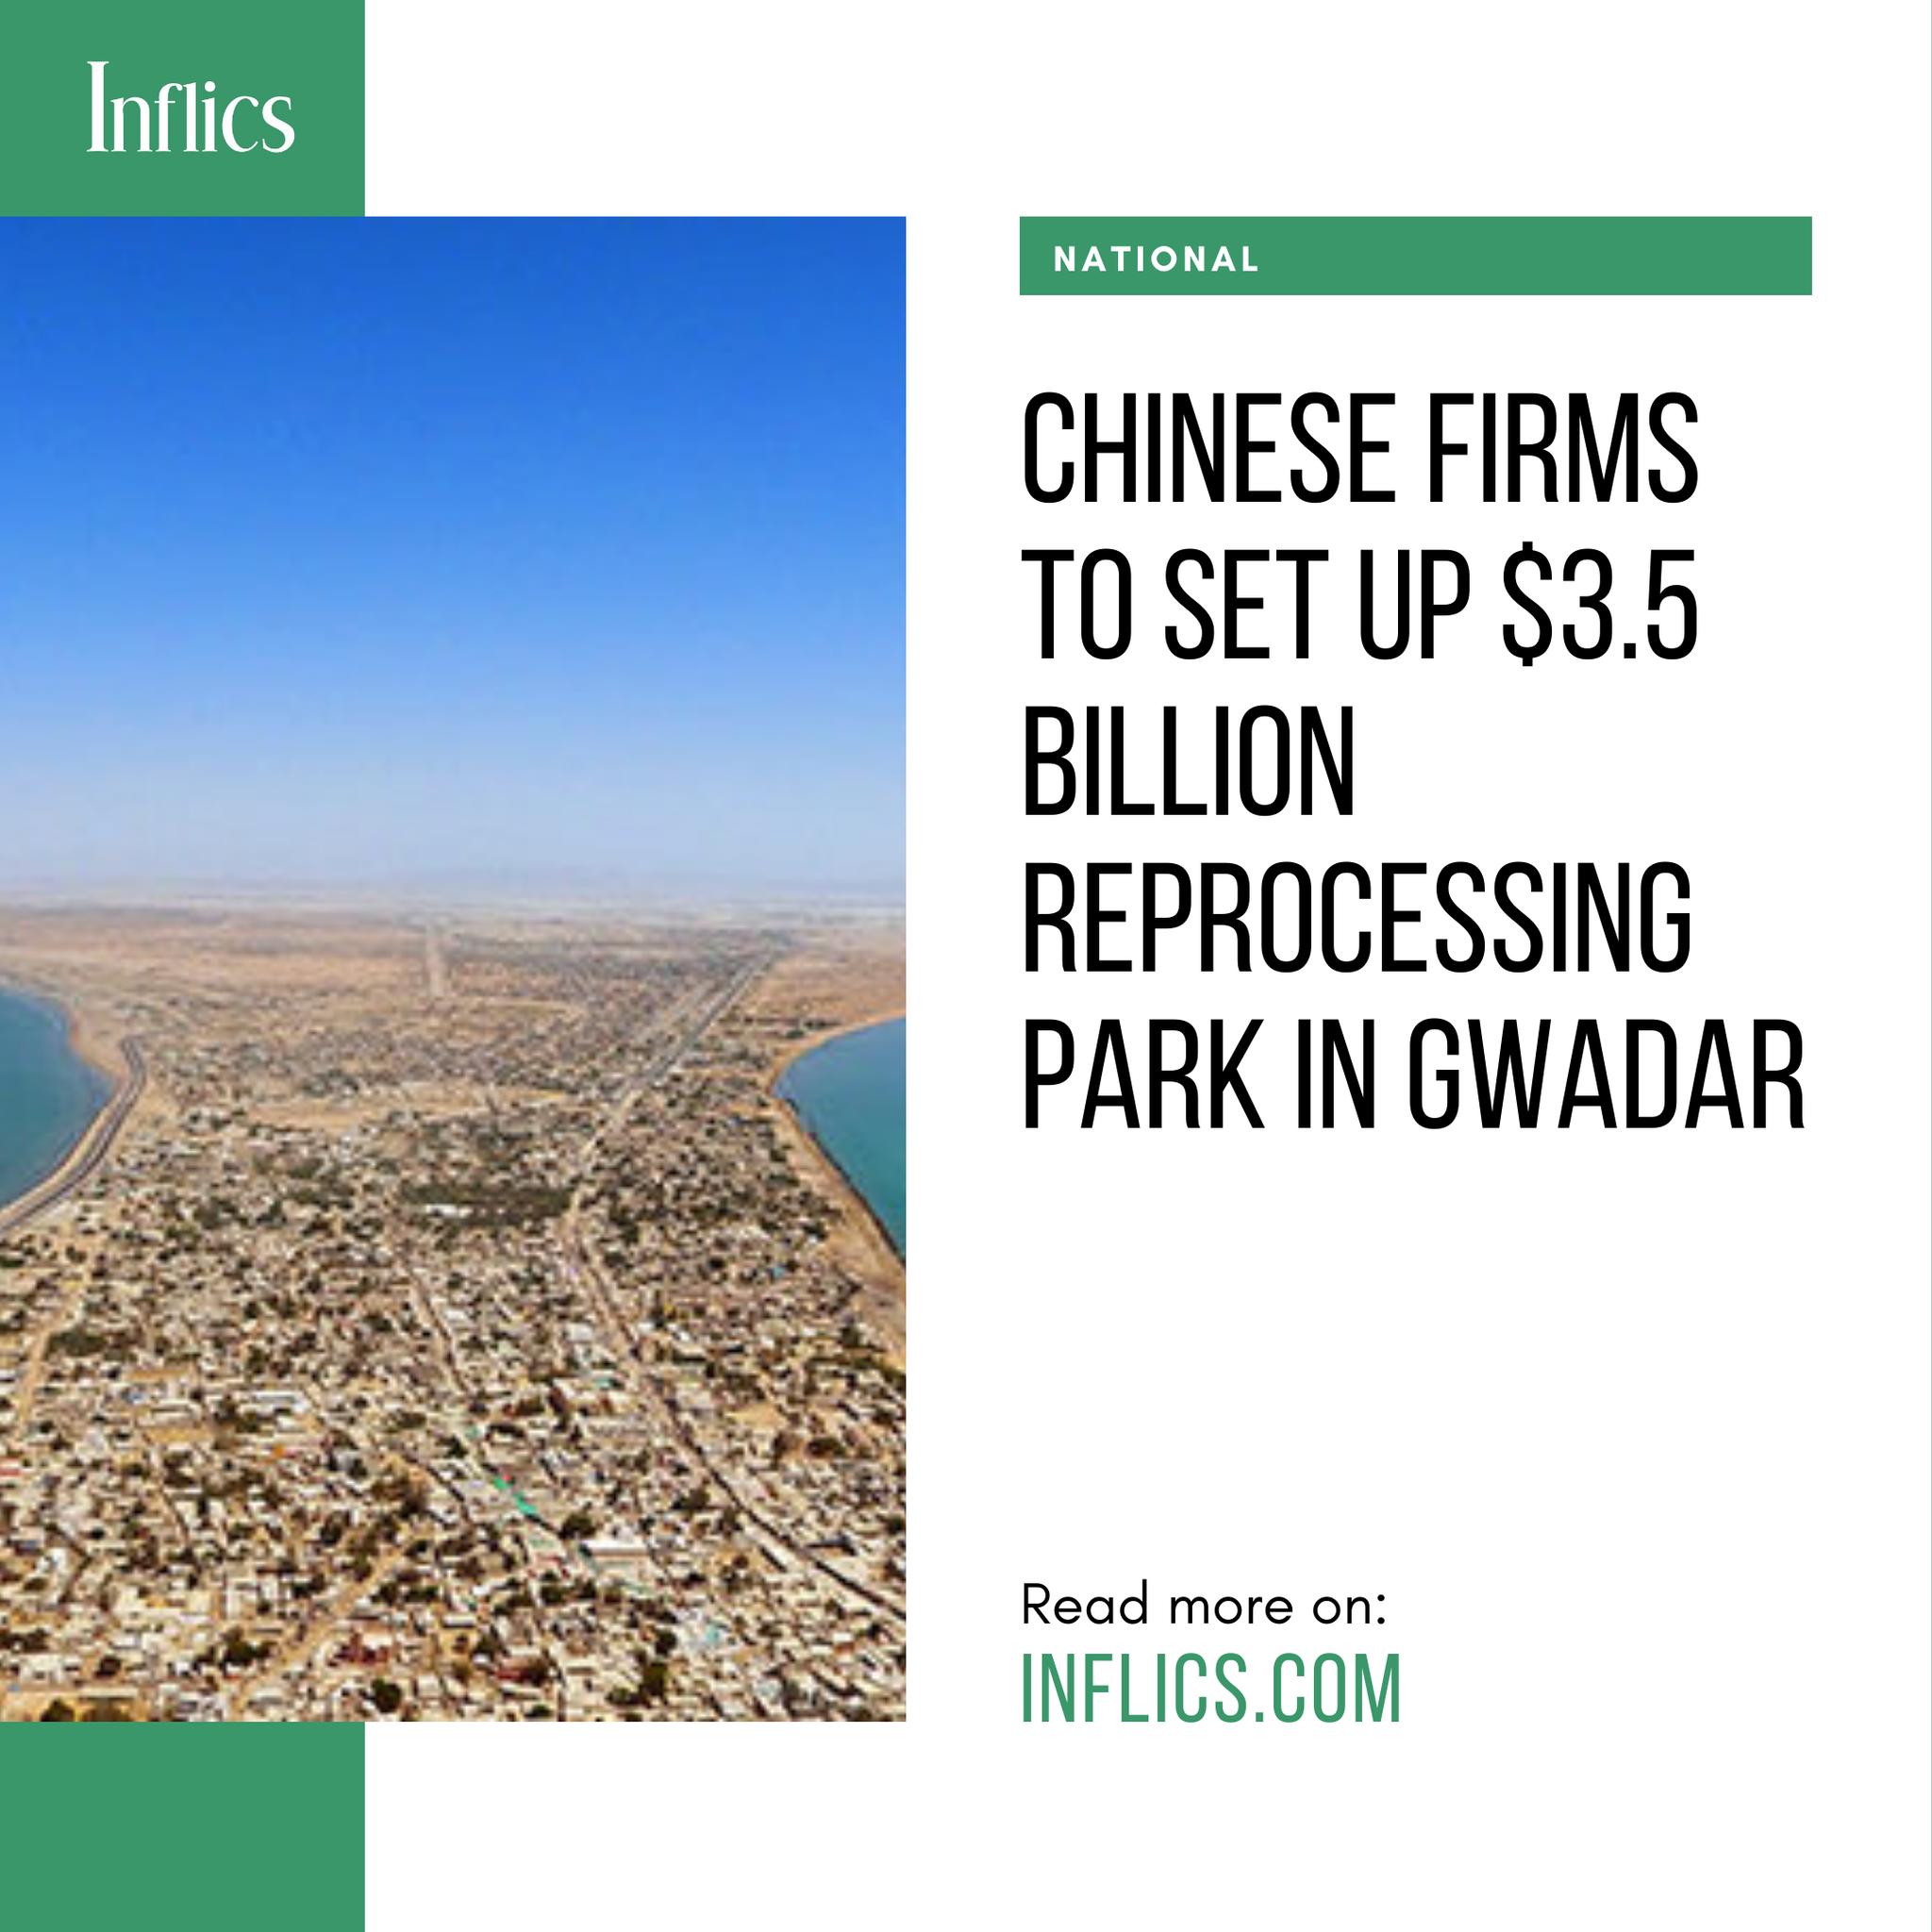 Inflics
NATIONAL
CHINESE FIRMS
TO SET UP $3.5
BILLION
REPROCESSING
PARK IN GWADAR
Read more on:
INFLICS.COM